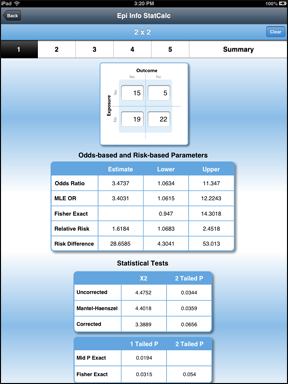 iPad 3:20 PM 100%
Back Epi Info StatCalc
2 x 2 Clear
1 2 3 4 5 Summary
Outcome
Yes No
Exposure
Yes 15 5
No 19 22
Odds-based and Risk-based Parameters
Estimate Lower Upper
Odds Ratio 3.4737 1.0634 11.347
MLE OR 3.4031 1.0615 12.2243
Fisher Exact 0.947 14.3018
Relative Risk 1.6184 1.0683 2.4518
Risk Difference 28.6585 4.3041 53.013
Statistical Tests
X2 2 Tailed P
Uncorrected 4.4752 0.0344
Mantel-Haenszel 4.4018 0.0359
Corrected 3.3889 0.0656
1 Tailed P 2 Tailed P
Mid P Exact 0.0194
Fisher Exact 0.0315 0.054